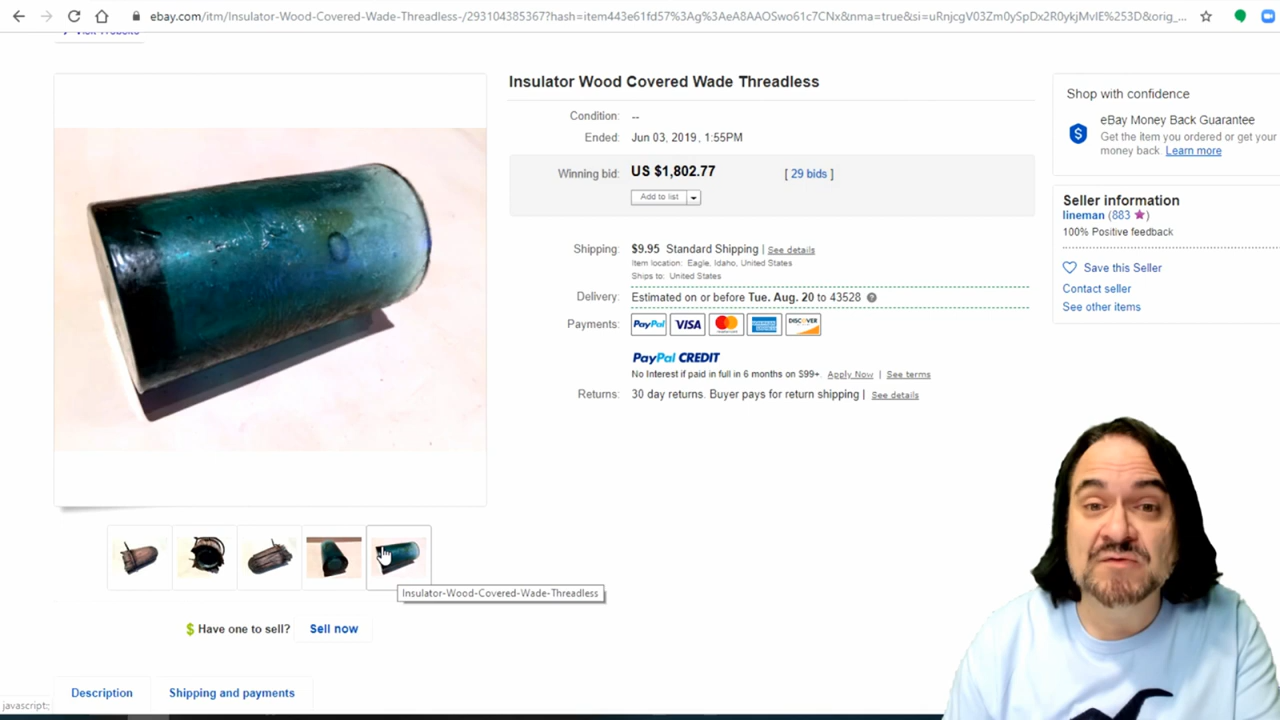 ebay.com/itm/Insulator-Wood-Covered-Wade-Threadless-/293104385367?hash=item443e61fd57%3Ag%3AeA8AAOSwo61c7CNx&nma=true&si=uRnjcgV03Zm0ySpDx2R0ykjMvIE%253D&orig_...
Insulator Wood Covered Wade Threadless
Condition: --
Ended: Jun 03, 2019 , 1:55PM
Winning bid: US $1,802.77 [ 29 bids ]
Add to list
Shipping: $9.95 Standard Shipping | See details
Item location: Eagle, Idaho, United States
Ships to: United States
Delivery: Estimated on or before Tue. Aug. 20 to 43528
Payments: PayPal VISA MasterCard AMERICAN EXPRESS DISCOVER
PayPal CREDIT
No Interest if paid in full in 6 months on $99+. Apply Now | See terms
Returns: 30 day returns. Buyer pays for return shipping | See details
Shop with confidence
eBay Money Back Guarantee
Get the item you ordered or get your
money back. Learn more
Seller information
lineman (883 )
100% Positive feedback
Save this Seller
Contact seller
See other items
Insulator-Wood-Covered-Wade-Threadless
$ Have one to sell? Sell now
Description Shipping and payments
javascript:;